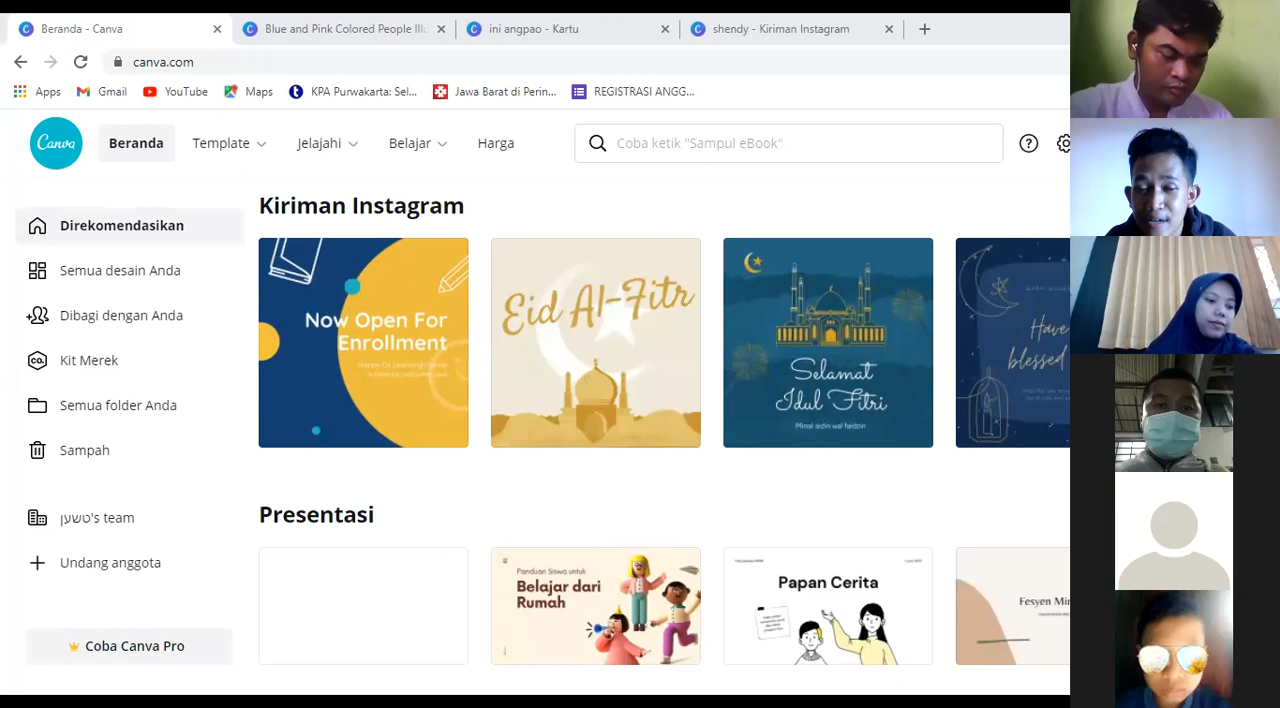 Beranda - Canva
Blue and Pink Colored People Illu
ini angpao - Kartu
shendy - Kiriman Instagram
canva.com
Apps
Gmail
YouTube
Maps
KPA Purwakarta: Sel...
Jawa Barat di Perin...
REGISTRASI ANGG...
Canva
Beranda
Template
Jelajahi
Belajar
Harga
Coba ketik "Sampul eBook"
Direkomendasikan
Semua desain Anda
Dibagi dengan Anda
Kit Merek
Semua folder Anda
Sampah
טשען's team
Undang anggota
Coba Canva Pro
Kiriman Instagram
Now Open For
Enrollment
Eid Al-Fitr
Selamat
Idul Fitri
Minal aidin wal faidzin
Have
blessed
Presentasi
Panduan Siswa untuk
Belajar dari
Rumah
Papan Cerita
Fesyen Min